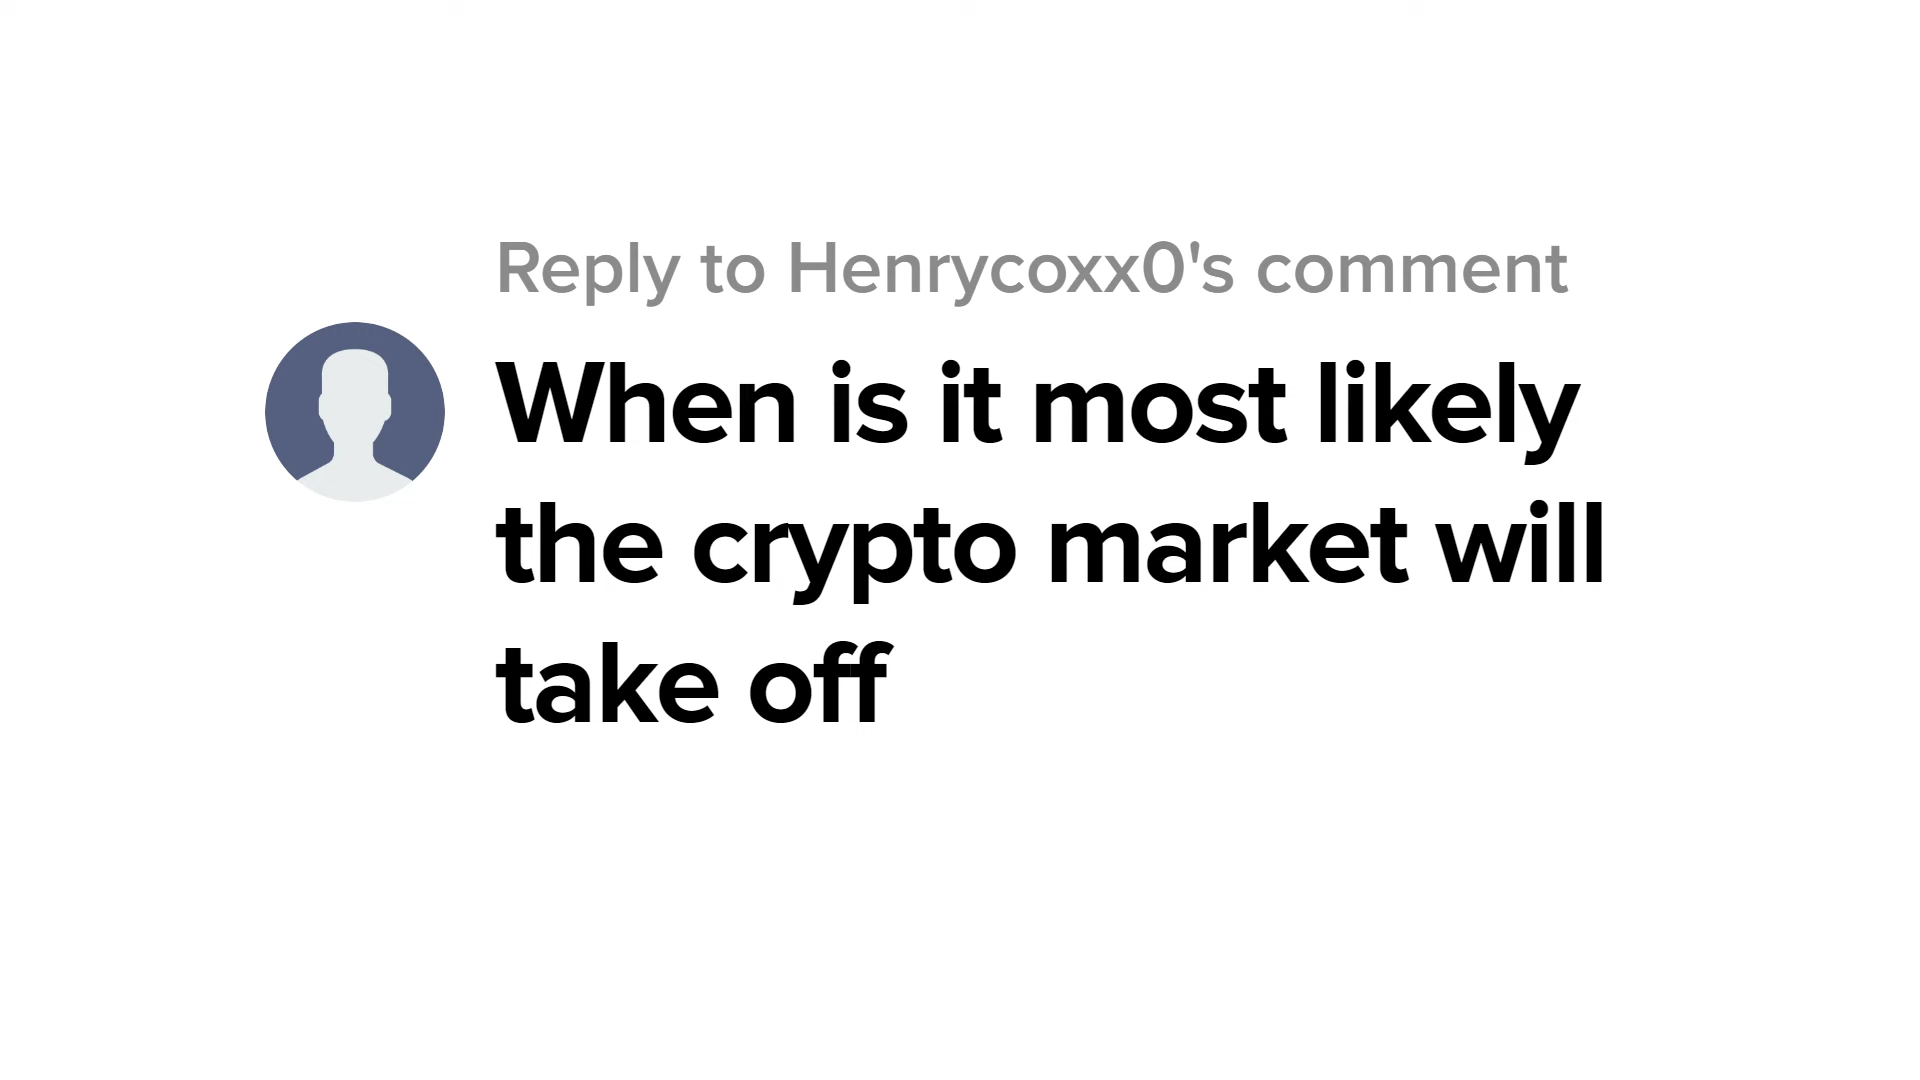 Reply to Henrycoxx0's comment
When is it most likely
the crypto market will
take off